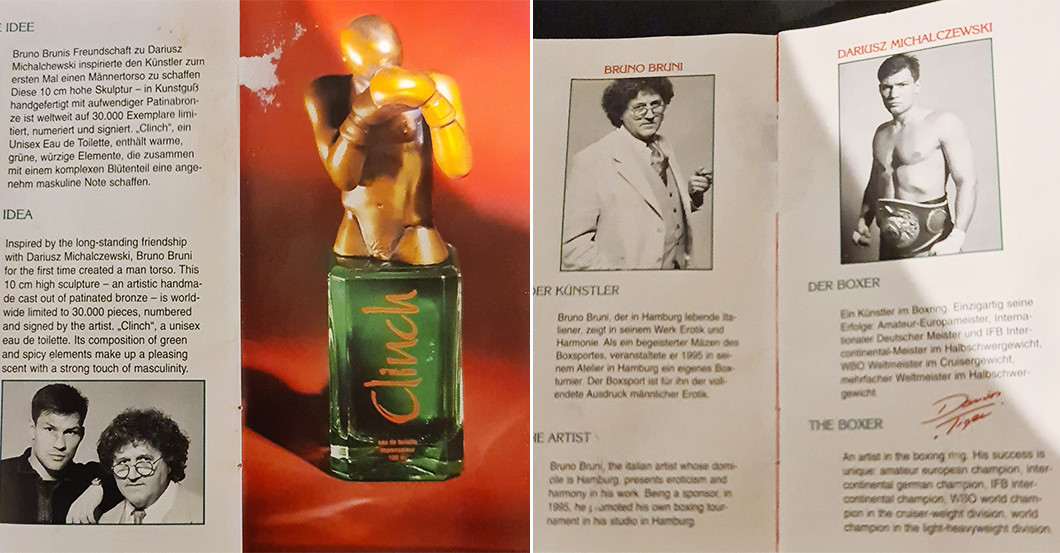 E IDEE
Bruno Brunis Freundschaft zu Dariusz
Michalchewski inspirierte den Künstler zum
ersten Mal einen Männertorso zu schaffen
Diese 10 cm hohe Skulptur – in Kunstguß
handgefertigt mit aufwendiger Patinabron-
ze ist weltweit auf 30.000 Exemplare limi-
tiert, numeriert und signiert. „Clinch“, ein
Unisex Eau de Toilette, enthält warme,
grüne, würzige Elemente, die zusammen
mit einem komplexen Blütenteil eine ange-
nehm maskuline Note schaffen.
IDEA
Inspired by the long-standing friendship
with Dariusz Michalczewski, Bruno Bruni
for the first time created a man torso. This
10 cm high sculpture – an artistic handma-
de cast out of patinated bronze – is world-
wide limited to 30.000 pieces, numbered
and signed by the artist. „Clinch“, a unisex
eau de toilette. Its composition of green
and spicy elements make up a pleasing
scent with a strong touch of masculinity.
Clinch
eau de toilette
vaporisateur
100 ml
BRUNO BRUNI
DER KÜNSTLER
Bruno Bruni, der in Hamburg lebende Ita-
liener, zeigt in seinem Werk Erotik und
Harmonie. Als ein begeisterter Mäzen des
Boxsportes, veranstaltete er 1995 in sei-
nem Atelier in Hamburg ein eigenes Box-
turnier. Der Boxsport ist für ihn der voll-
endete Ausdruck männlicher Erotik.
HE ARTIST
Bruno Bruni, the italian artist whose domi-
cile is Hamburg, presents eroticism and
harmony in his work. Being a sponsor, in
1995, he promoted his own boxing tour-
nament in his studio in Hamburg.
DARIUSZ MICHALCZEWSKI
DER BOXER
Ein Künstler im Boxring. Einzigartig seine
Erfolge: Amateur-Europameister, Interna-
tionaler Deutscher Meister und IFB Inter-
continental-Meister im Halbschwergewicht,
WBO Weltmeister im Cruisergewicht,
mehrfacher Weltmeister im Halbschwer-
gewicht.
Tiger
THE BOXER
An artist in the boxing ring. His success is
unique: amateur european champion, inter-
continental german champion, IFB inter-
continental champion, WBO world cham-
pion in the cruiser-weight division, world
champion in the light-heavyweight division.